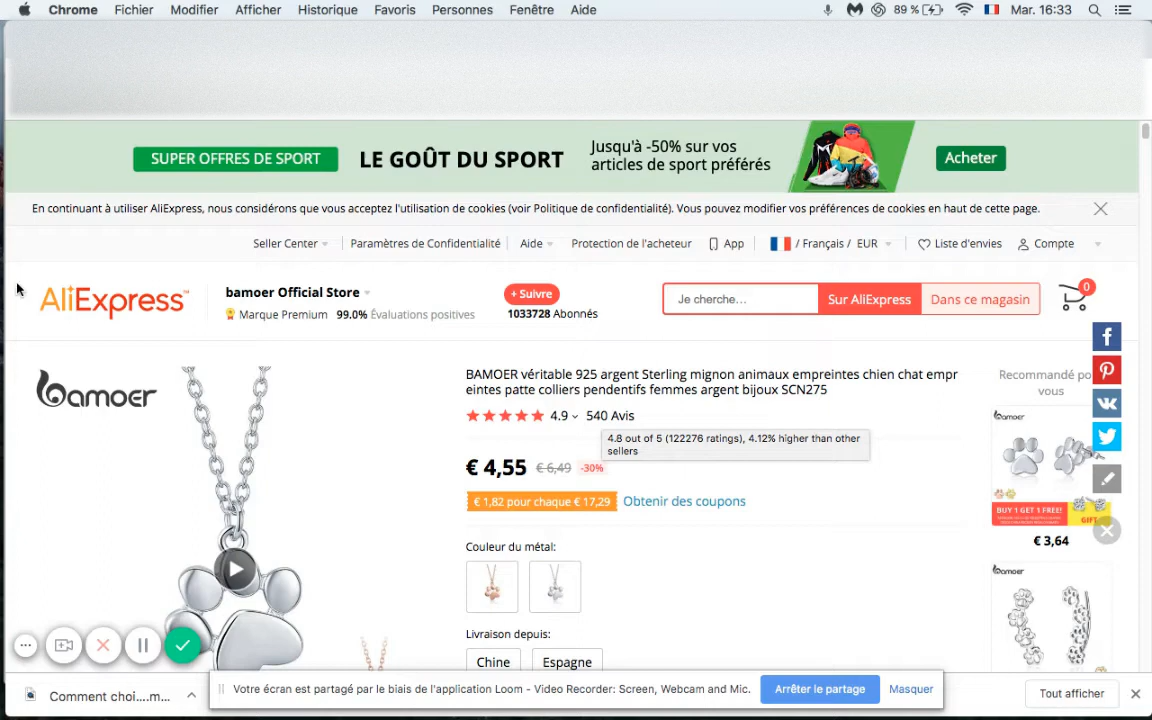 Chrome Fichier Modifier Afficher Historique Favoris Personnes Fenêtre Aide 89 % Mar. 16:33
SUPER OFFRES DE SPORT LE GOÛT DU SPORT Jusqu'à -50% sur vos
articles de sport préférés Acheter
En continuant à utiliser AliExpress, nous considérons que vous acceptez l'utilisation de cookies (voir Politique de confidentialité). Vous pouvez modifier vos préférences de cookies en haut de cette page.
Seller Center Paramètres de Confidentialité Aide Protection de l'acheteur App / Français / EUR Liste d'envies Compte
AliExpress™ bamoer Official Store + Suivre Je cherche... Sur AliExpress Dans ce magasin 0
Marque Premium 99.0% Évaluations positives 1033728 Abonnés
bamoer
BAMOER véritable 925 argent Sterling mignon animaux empreintes chien chat empr
eintes patte colliers pendentifs femmes argent bijoux SCN275
4.9 540 Avis
4.8 out of 5 (122276 ratings), 4.12% higher than other
sellers
€ 4,55 € 6,49 -30%
€ 1,82 pour chaque € 17,29 Obtenir des coupons
Couleur du métal:
Livraison depuis:
Chine Espagne
Recommandé po
vous
bamoer
BUY 1 GET 1 FREE!
GIFT
€ 3,64
bamoer
Comment choi....m... Votre écran est partagé par le biais de l'application Loom - Video Recorder: Screen, Webcam and Mic. Arrêter le partage Masquer Tout afficher